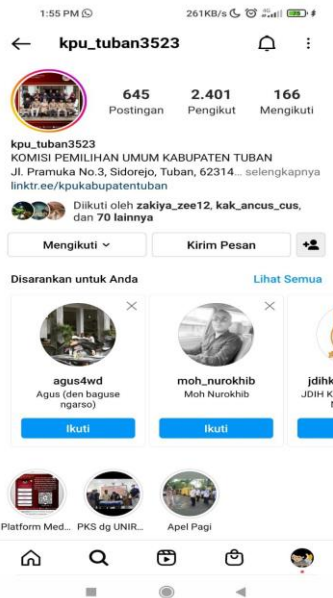 1:55 PM
261KB/s
kpu_tuban3523
645 2.401 166
Postingan Pengikut Mengikuti
kpu_tuban3523
KOMISI PEMILIHAN UMUM KABUPATEN TUBAN
Jl. Pramuka No.3, Sidorejo, Tuban, 62314... selengkapnya
linktr.ee/kpukabupatentuban
Diikuti oleh zakiya_zee12, kak_ancus_cus,
dan 70 lainnya
Mengikuti
Kirim Pesan
Disarankan untuk Anda
Lihat Semua
agus4wd
Agus (den baguse
ngarso)
Ikuti
moh_nurokhib
Moh Nurokhib
Ikuti
jdihk
JDIH K
Platform Med... PKS dg UNIR... Apel Pagi